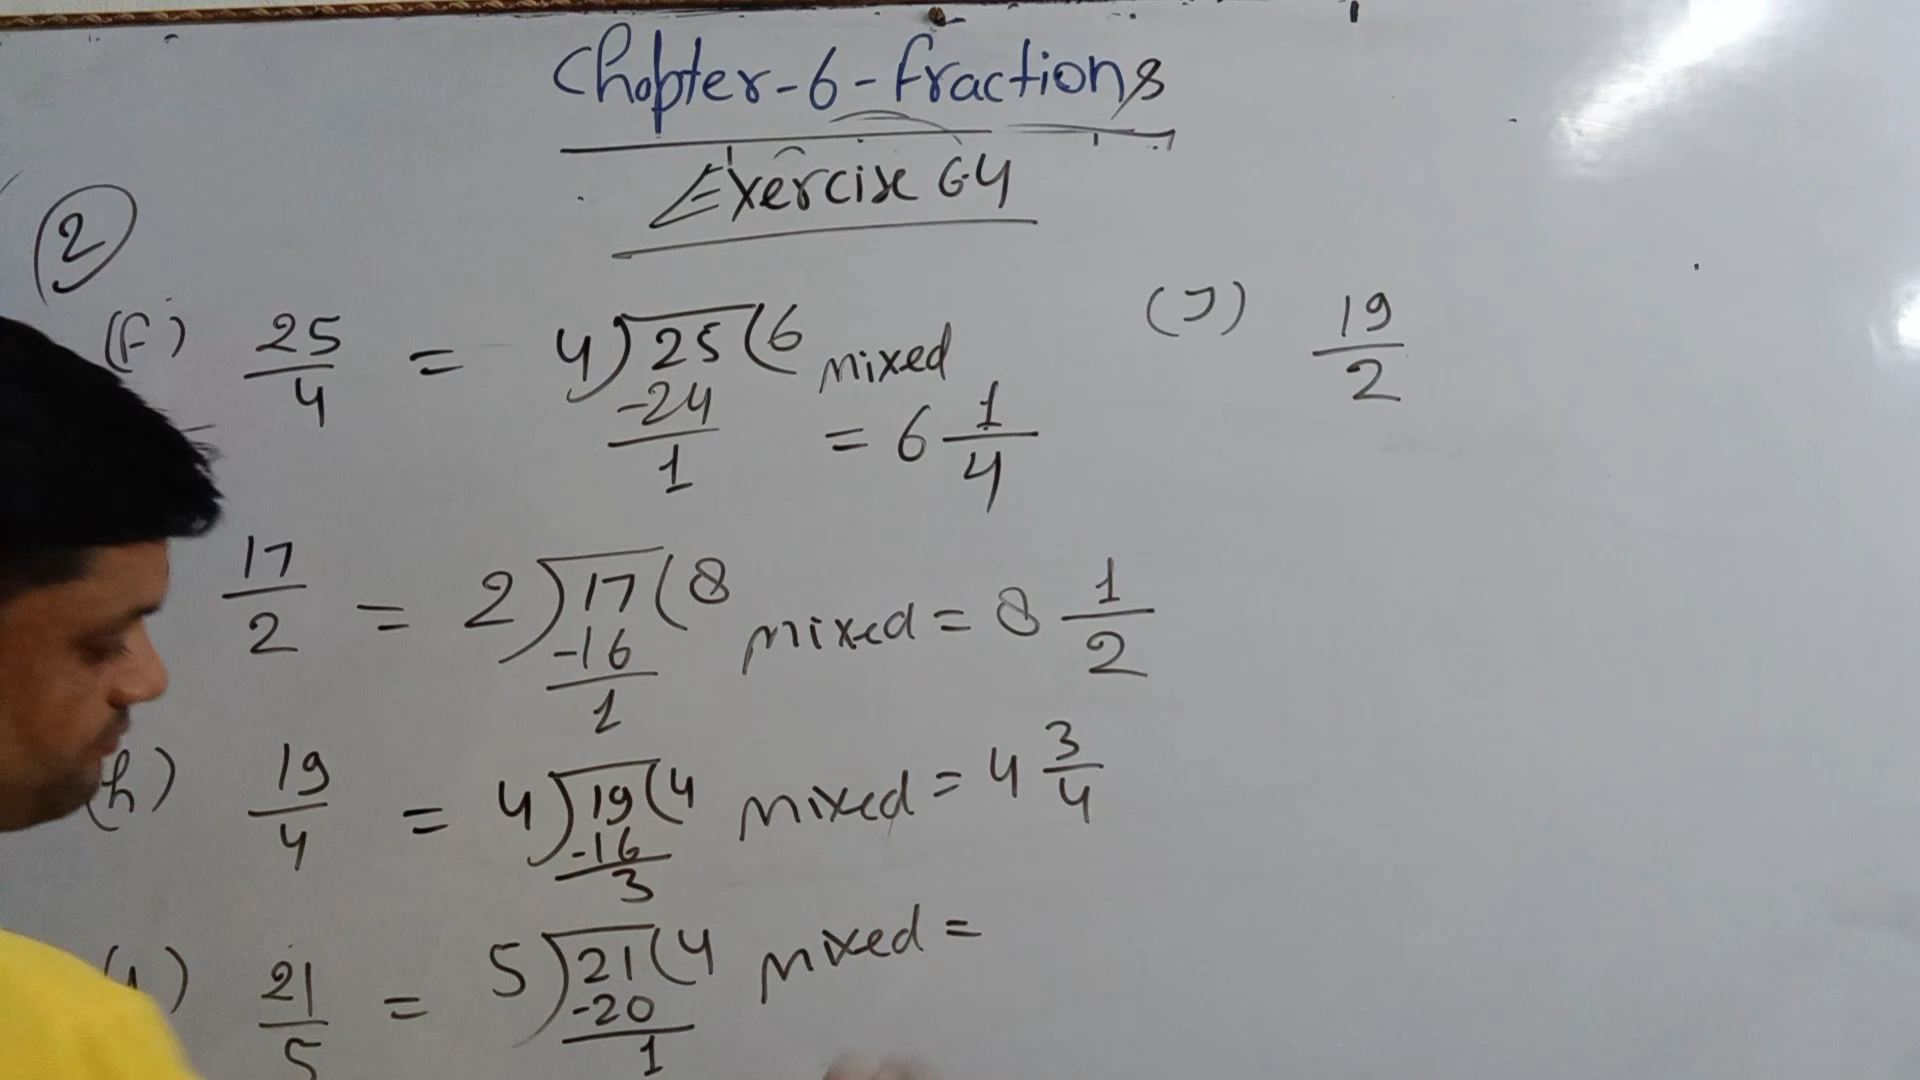 Chapter-6-fractions
Exercise 6.4
2
(f) 25/4 = 4)25(6 mixed
-24
1 = 6 1/4
17/2 = 2)17(8 mixed = 8 1/2
-16
1
(h) 19/4 = 4)19(4 mixed = 4 3/4
-16
3
21/5 = 5)21(4 mixed =
-20
1
(J) 19/2